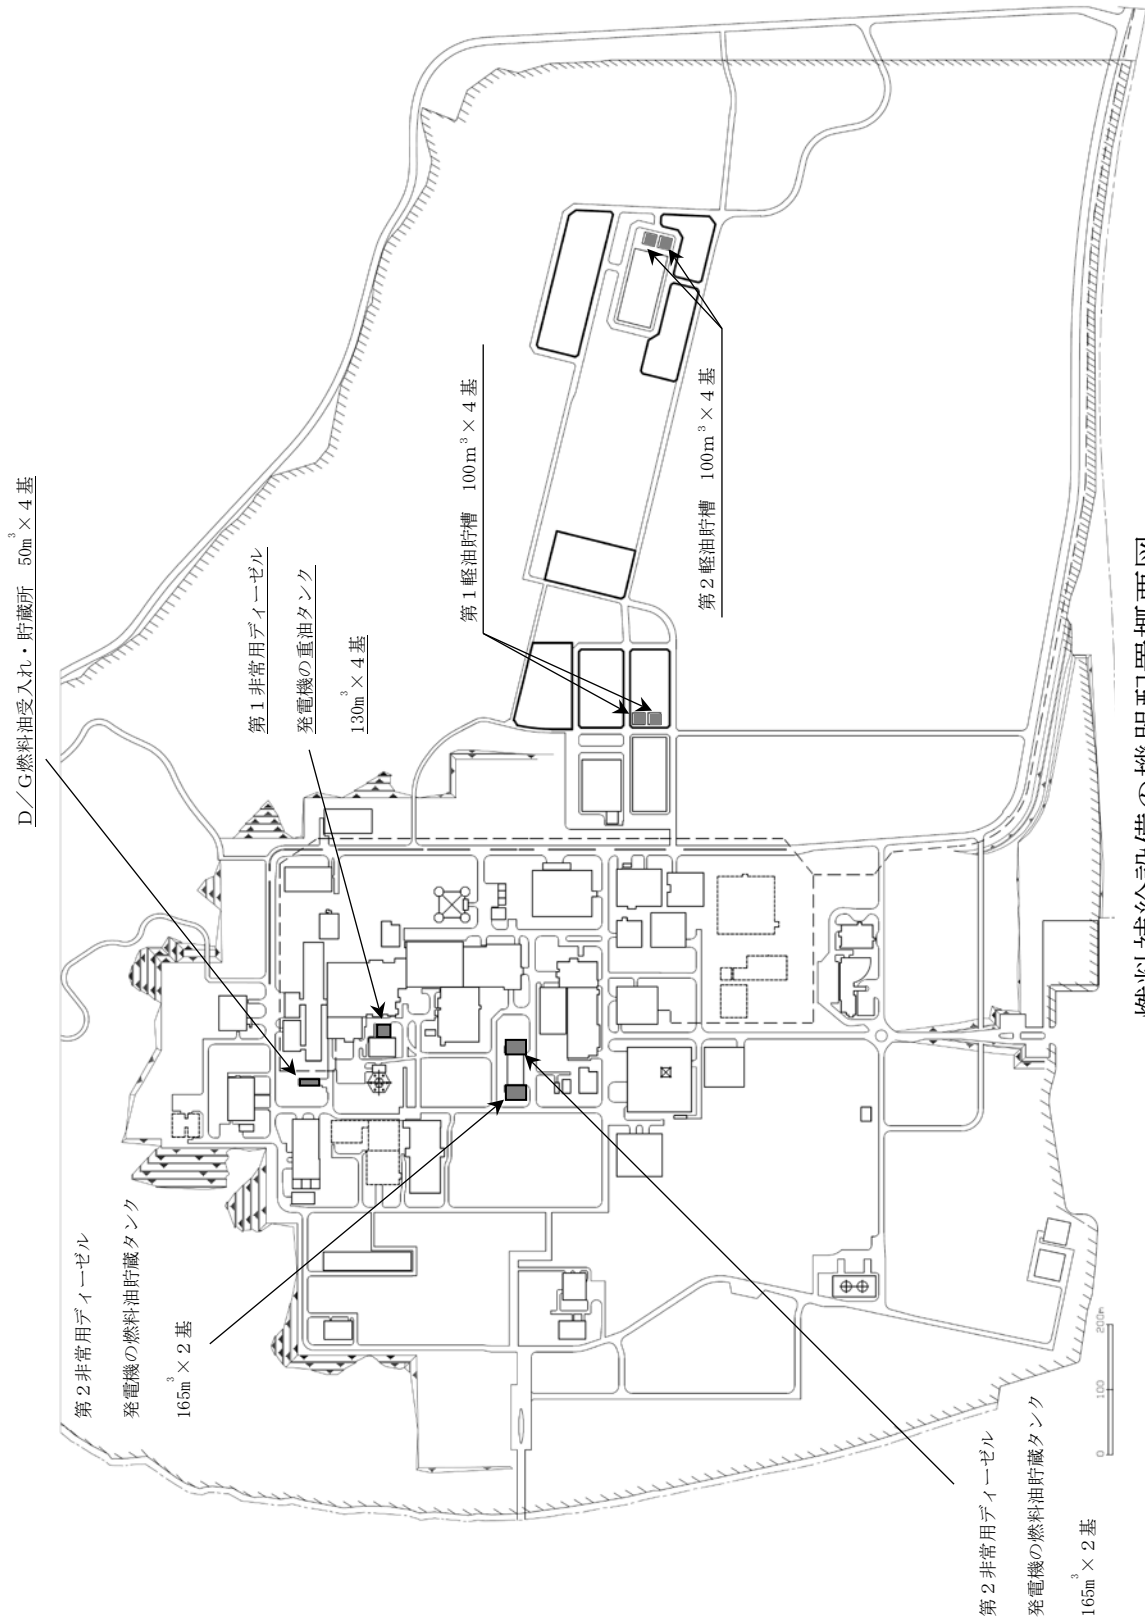 D／G燃料油受入れ・貯蔵所　50m³×４基
第１非常用ディーゼル
発電機の重油タンク
130m³×４基
第１軽油貯槽　100m³×４基
第２軽油貯槽　100m³×４基
第２非常用ディーゼル
発電機の燃料油貯蔵タンク
165m³×２基
第２非常用ディーゼル
発電機の燃料油貯蔵タンク
165m³×２基
0　100　200m
燃料補給設備の機器配置概要図